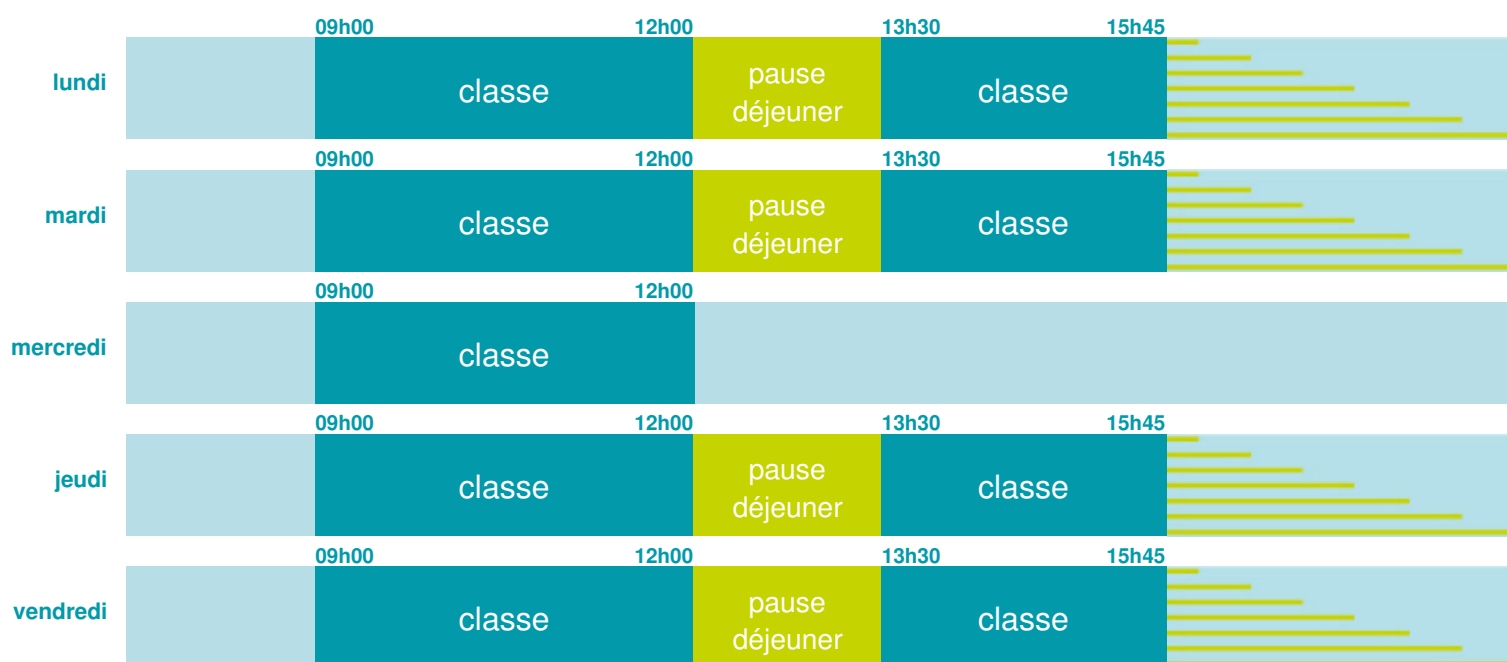 09h00 12h00 13h30 15h45
lundi classe pause déjeuner classe
09h00 12h00 13h30 15h45
mardi classe pause déjeuner classe
09h00 12h00
mercredi classe
09h00 12h00 13h30 15h45
jeudi classe pause déjeuner classe
09h00 12h00 13h30 15h45
vendredi classe pause déjeuner classe